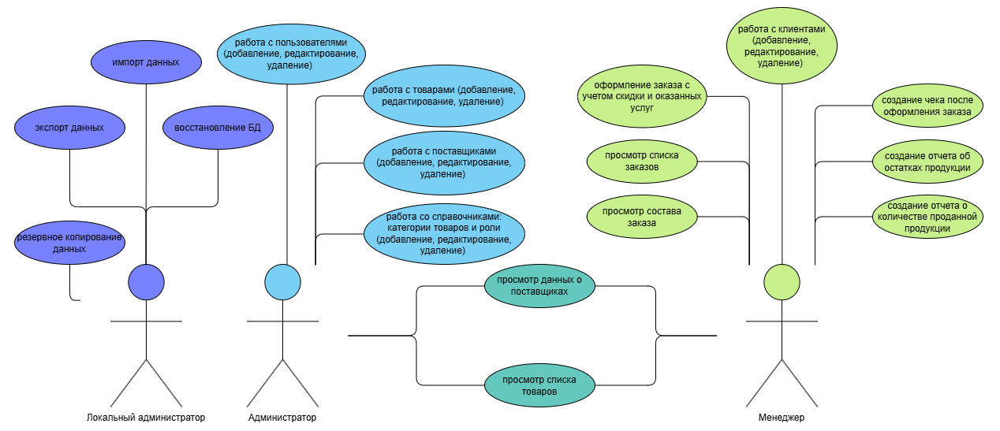 импорт данных
экспорт данных
восстановление БД
резервное копирование
данных
работа с пользователями
(добавление, редактирование,
удаление)
работа с товарами (добавление,
редактирование, удаление)
работа с поставщиками
(добавление, редактирование,
удаление)
работа со справочниками:
категории товаров и роли
(добавление, редактирование,
удаление)
просмотр данных о
поставщиках
просмотр списка
товаров
оформление заказа с
учетом скидки и оказанных
услуг
просмотр списка
заказов
просмотр состава
заказа
работа с клиентами
(добавление,
редактирование,
удаление)
создание чека после
оформления заказа
создание отчета об
остатках продукции
создание отчета о
количестве проданной
продукции
Локальный администратор
Администратор
Менеджер